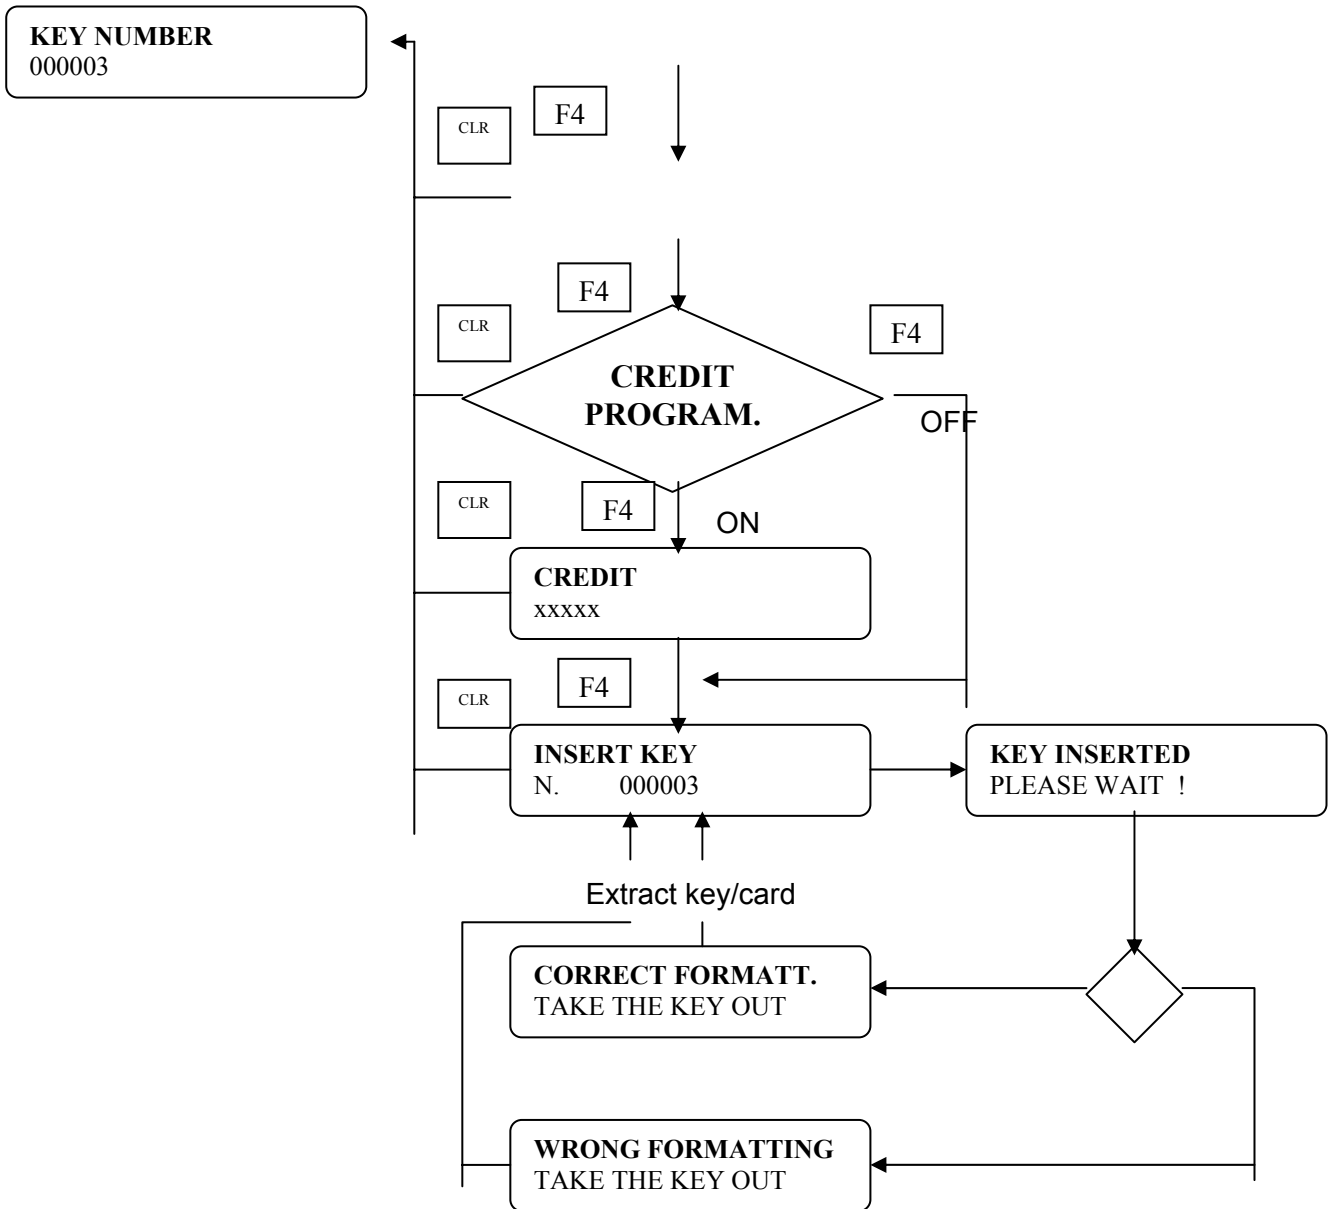 KEY NUMBER
000003
F4
CLR
F4
CLR
F4
CREDIT
PROGRAM.
OFF
CLR
F4
ON
CREDIT
xxxxx
F4
CLR
INSERT KEY
N. 000003
KEY INSERTED
PLEASE WAIT !
Extract key/card
CORRECT FORMATT.
TAKE THE KEY OUT
WRONG FORMATTING
TAKE THE KEY OUT